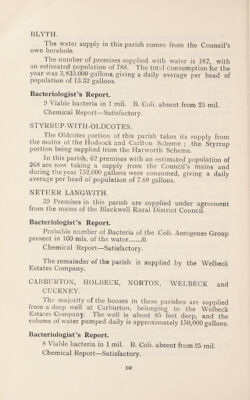 BLYTH.
The water supply in this parish comes from the Council's
own borehole.
The number of premises supplied with water is 182, with
an estimated population of 788. The total consumption for the
year was 3,835,000 gallons, giving a daily average per head of
population of 13.32 gallons.
Bacteriologist's Report.
9 Viable bacteria in 1 mil. B. Coli. absent from 25 mil.
Chemical Report—Satisfactory.
STYRRUP-WITH-OLDCOTES.
The Oldcotes portion of this parish takes its supply from
the mains of the Hodsock and Carlton Scheme ; the Styrrup
portion being supplied from the Harworth Scheme.
In this parish, 62 premises with an estimated population of
268 are now taking a supply from the Council's mains and
during the year 752,000 gallons were consumed, giving a daily
average per head of population of 7.69 gallons.
NETHER LANGWITH.
39 Premises in this parish are supplied under agreement
from the mains of the Blackwell Rural District Council.
Bacteriologist's Report.
Probable number of Bacteria of the Coli. Aerogenes Group
present in 100 mls. of the water......0.
Chemical Report—Satisfactory.
The remainder of the parish is supplied by the Welbeck
Estates Company.
CARBURTON, HOLBECK, NORTON, WELBECK and
CUCKNEY.
The majority of the houses in these parishes are supplied
from a deep well at Carburton, belonging to the Welbeck
Estates Company. The well is about 85 feet deep, and the
volume of water pumped daily is approximately 150,000 gallons.
Bacteriologist's Report.
8 Viable bacteria in 1 mil. B. Coli. absent from 25 mil.
Chemical Report—Satisfactory.